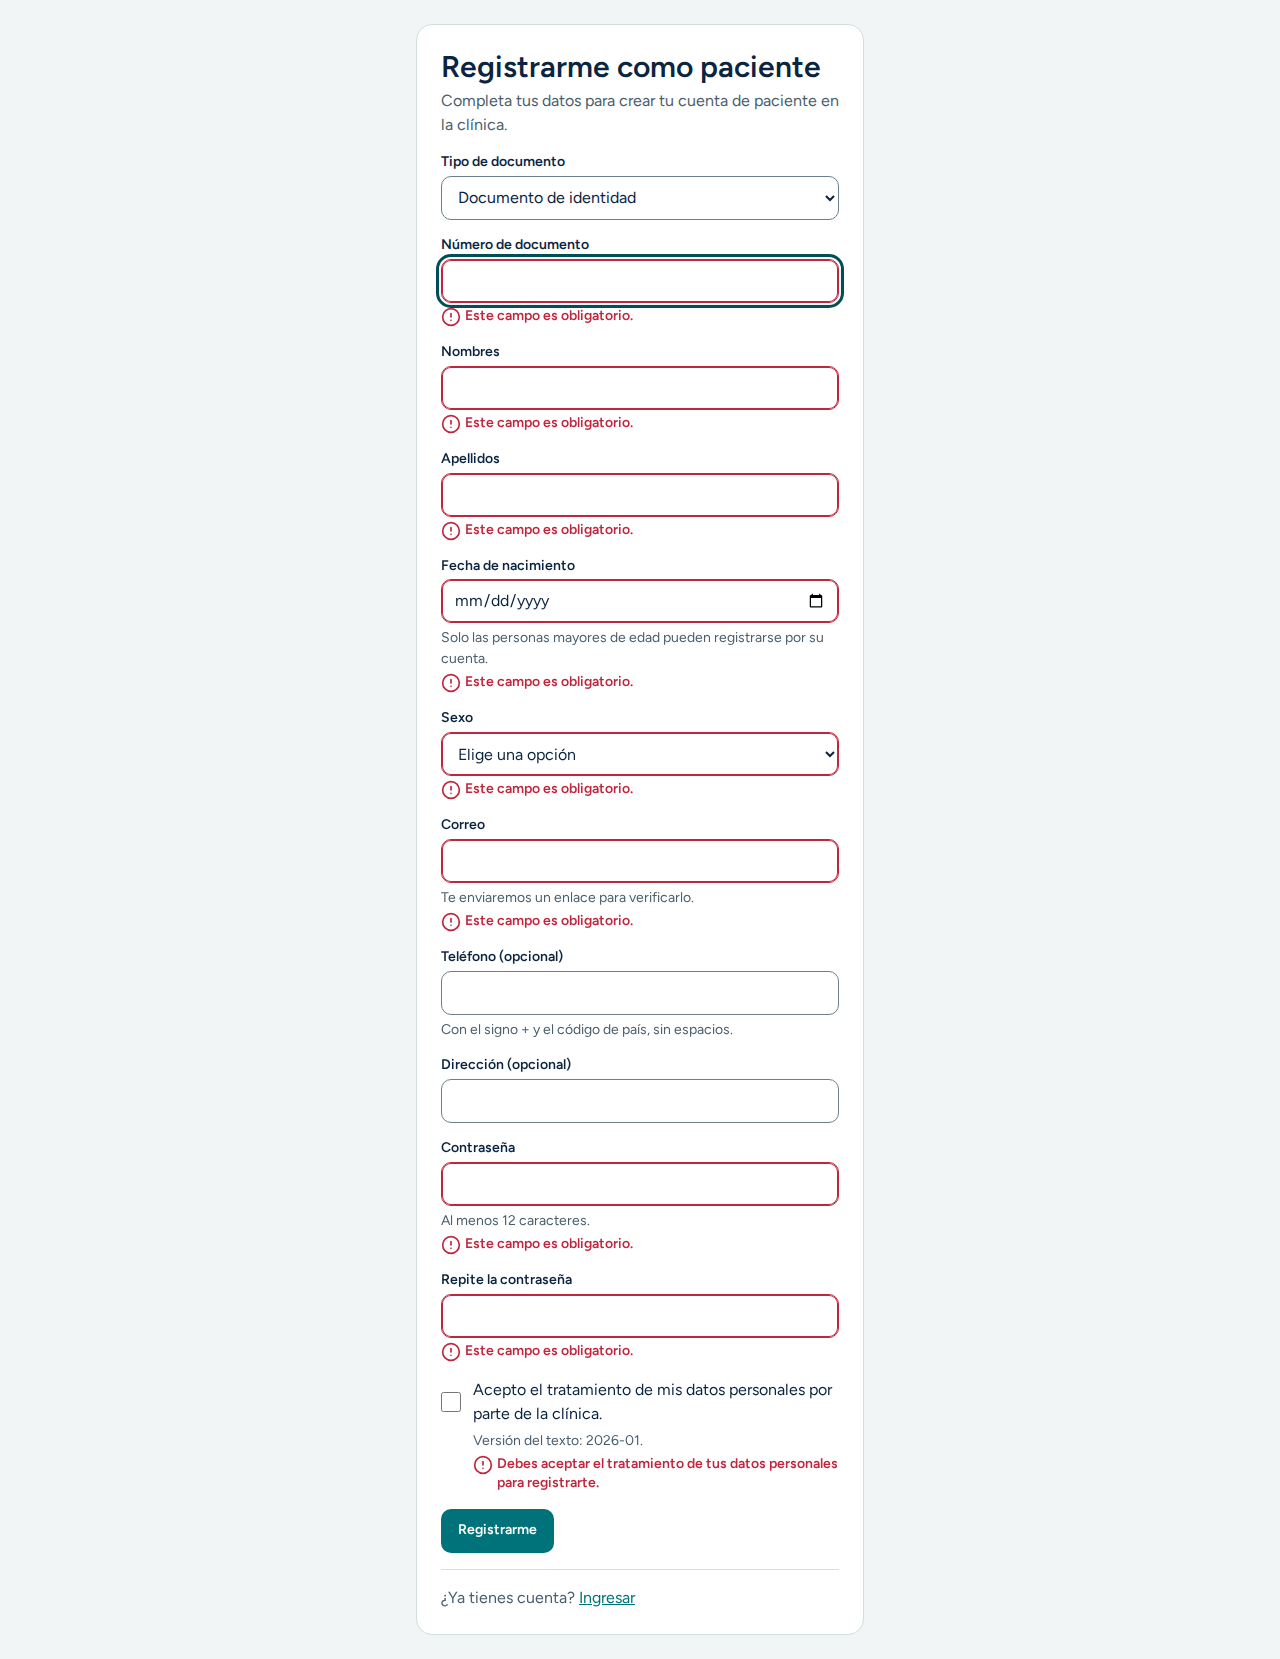 Registrarme como paciente
Completa tus datos para crear tu cuenta de paciente en
la clínica.
Tipo de documento
Documento de identidad
Número de documento
Este campo es obligatorio.
Nombres
Este campo es obligatorio.
Apellidos
Este campo es obligatorio.
Fecha de nacimiento
mm/dd/yyyy
Solo las personas mayores de edad pueden registrarse por su
cuenta.
Este campo es obligatorio.
Sexo
Elige una opción
Este campo es obligatorio.
Correo
Te enviaremos un enlace para verificarlo.
Este campo es obligatorio.
Teléfono (opcional)
Con el signo + y el código de país, sin espacios.
Dirección (opcional)
Contraseña
Al menos 12 caracteres.
Este campo es obligatorio.
Repite la contraseña
Este campo es obligatorio.
Acepto el tratamiento de mis datos personales por
parte de la clínica.
Versión del texto: 2026-01.
Debes aceptar el tratamiento de tus datos personales
para registrarte.
Registrarme
¿Ya tienes cuenta? Ingresar